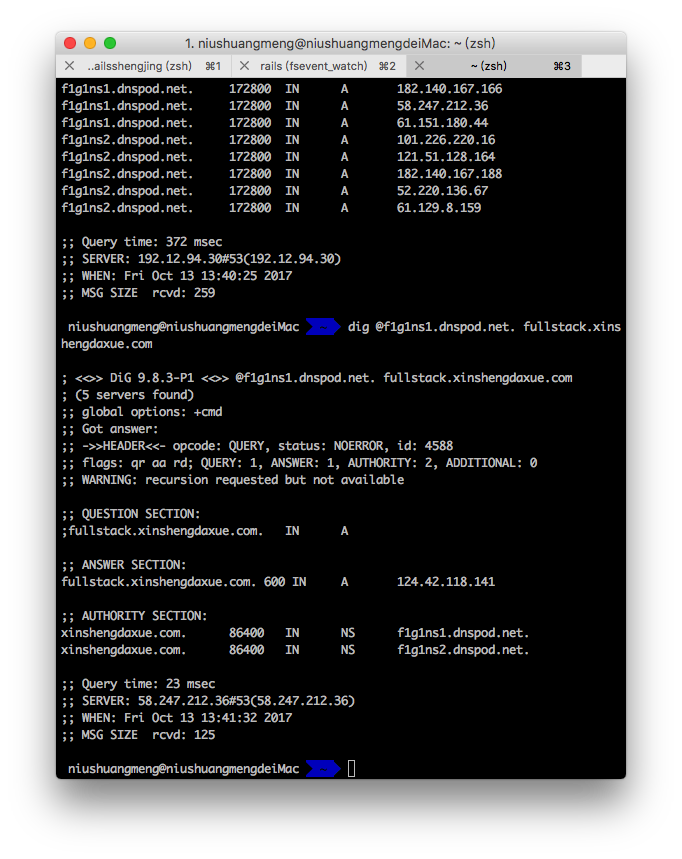 1. niushuangmeng@niushuangmengdeiMac: ~ (zsh)
..ailsshengjing (zsh) ⌘1 rails (fsevent_watch) ⌘2 ~ (zsh) ⌘3
f1g1ns1.dnspod.net. 172800 IN A 182.140.167.166
f1g1ns1.dnspod.net. 172800 IN A 58.247.212.36
f1g1ns1.dnspod.net. 172800 IN A 61.151.180.44
f1g1ns2.dnspod.net. 172800 IN A 101.226.220.16
f1g1ns2.dnspod.net. 172800 IN A 121.51.128.164
f1g1ns2.dnspod.net. 172800 IN A 182.140.167.188
f1g1ns2.dnspod.net. 172800 IN A 52.220.136.67
f1g1ns2.dnspod.net. 172800 IN A 61.129.8.159
;; Query time: 372 msec
;; SERVER: 192.12.94.30#53(192.12.94.30)
;; WHEN: Fri Oct 13 13:40:25 2017
;; MSG SIZE  rcvd: 259
niushuangmeng@niushuangmengdeiMac ~ dig @f1g1ns1.dnspod.net. fullstack.xins
hengdaxue.com
; <<>> DiG 9.8.3-P1 <<>> @f1g1ns1.dnspod.net. fullstack.xinshengdaxue.com
; (5 servers found)
;; global options: +cmd
;; Got answer:
;; ->>HEADER<<- opcode: QUERY, status: NOERROR, id: 4588
;; flags: qr aa rd; QUERY: 1, ANSWER: 1, AUTHORITY: 2, ADDITIONAL: 0
;; WARNING: recursion requested but not available
;; QUESTION SECTION:
;fullstack.xinshengdaxue.com. IN A
;; ANSWER SECTION:
fullstack.xinshengdaxue.com. 600 IN A 124.42.118.141
;; AUTHORITY SECTION:
xinshengdaxue.com. 86400 IN NS f1g1ns1.dnspod.net.
xinshengdaxue.com. 86400 IN NS f1g1ns2.dnspod.net.
;; Query time: 23 msec
;; SERVER: 58.247.212.36#53(58.247.212.36)
;; WHEN: Fri Oct 13 13:41:32 2017
;; MSG SIZE  rcvd: 125
niushuangmeng@niushuangmengdeiMac ~